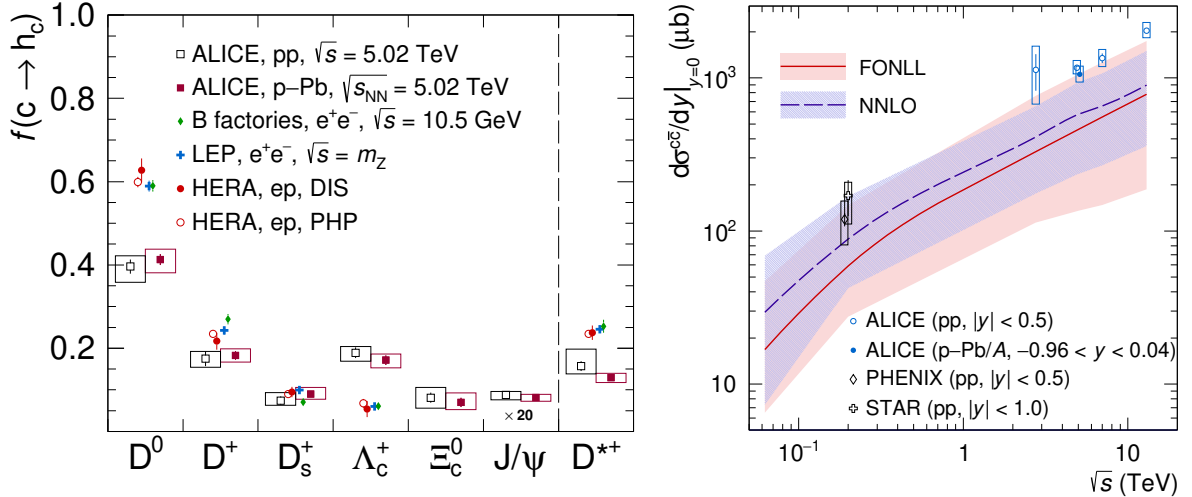 f(c → h_c)
1.0
0.8
0.6
0.4
0.2
ALICE, pp, √s = 5.02 TeV
ALICE, p−Pb, √s_NN = 5.02 TeV
B factories, e⁺e⁻, √s = 10.5 GeV
LEP, e⁺e⁻, √s = m_Z
HERA, ep, DIS
HERA, ep, PHP
× 20
D⁰ D⁺ D_s⁺ Λ_c⁺ Ξ_c⁰ J/ψ D*⁺
dσ^cc̄/dy|_y=0 (μb)
10³
10²
10
FONLL
NNLO
ALICE (pp, |y| < 0.5)
ALICE (p−Pb/A, −0.96 < y < 0.04)
PHENIX (pp, |y| < 0.5)
STAR (pp, |y| < 1.0)
10⁻¹ 1 10
√s (TeV)